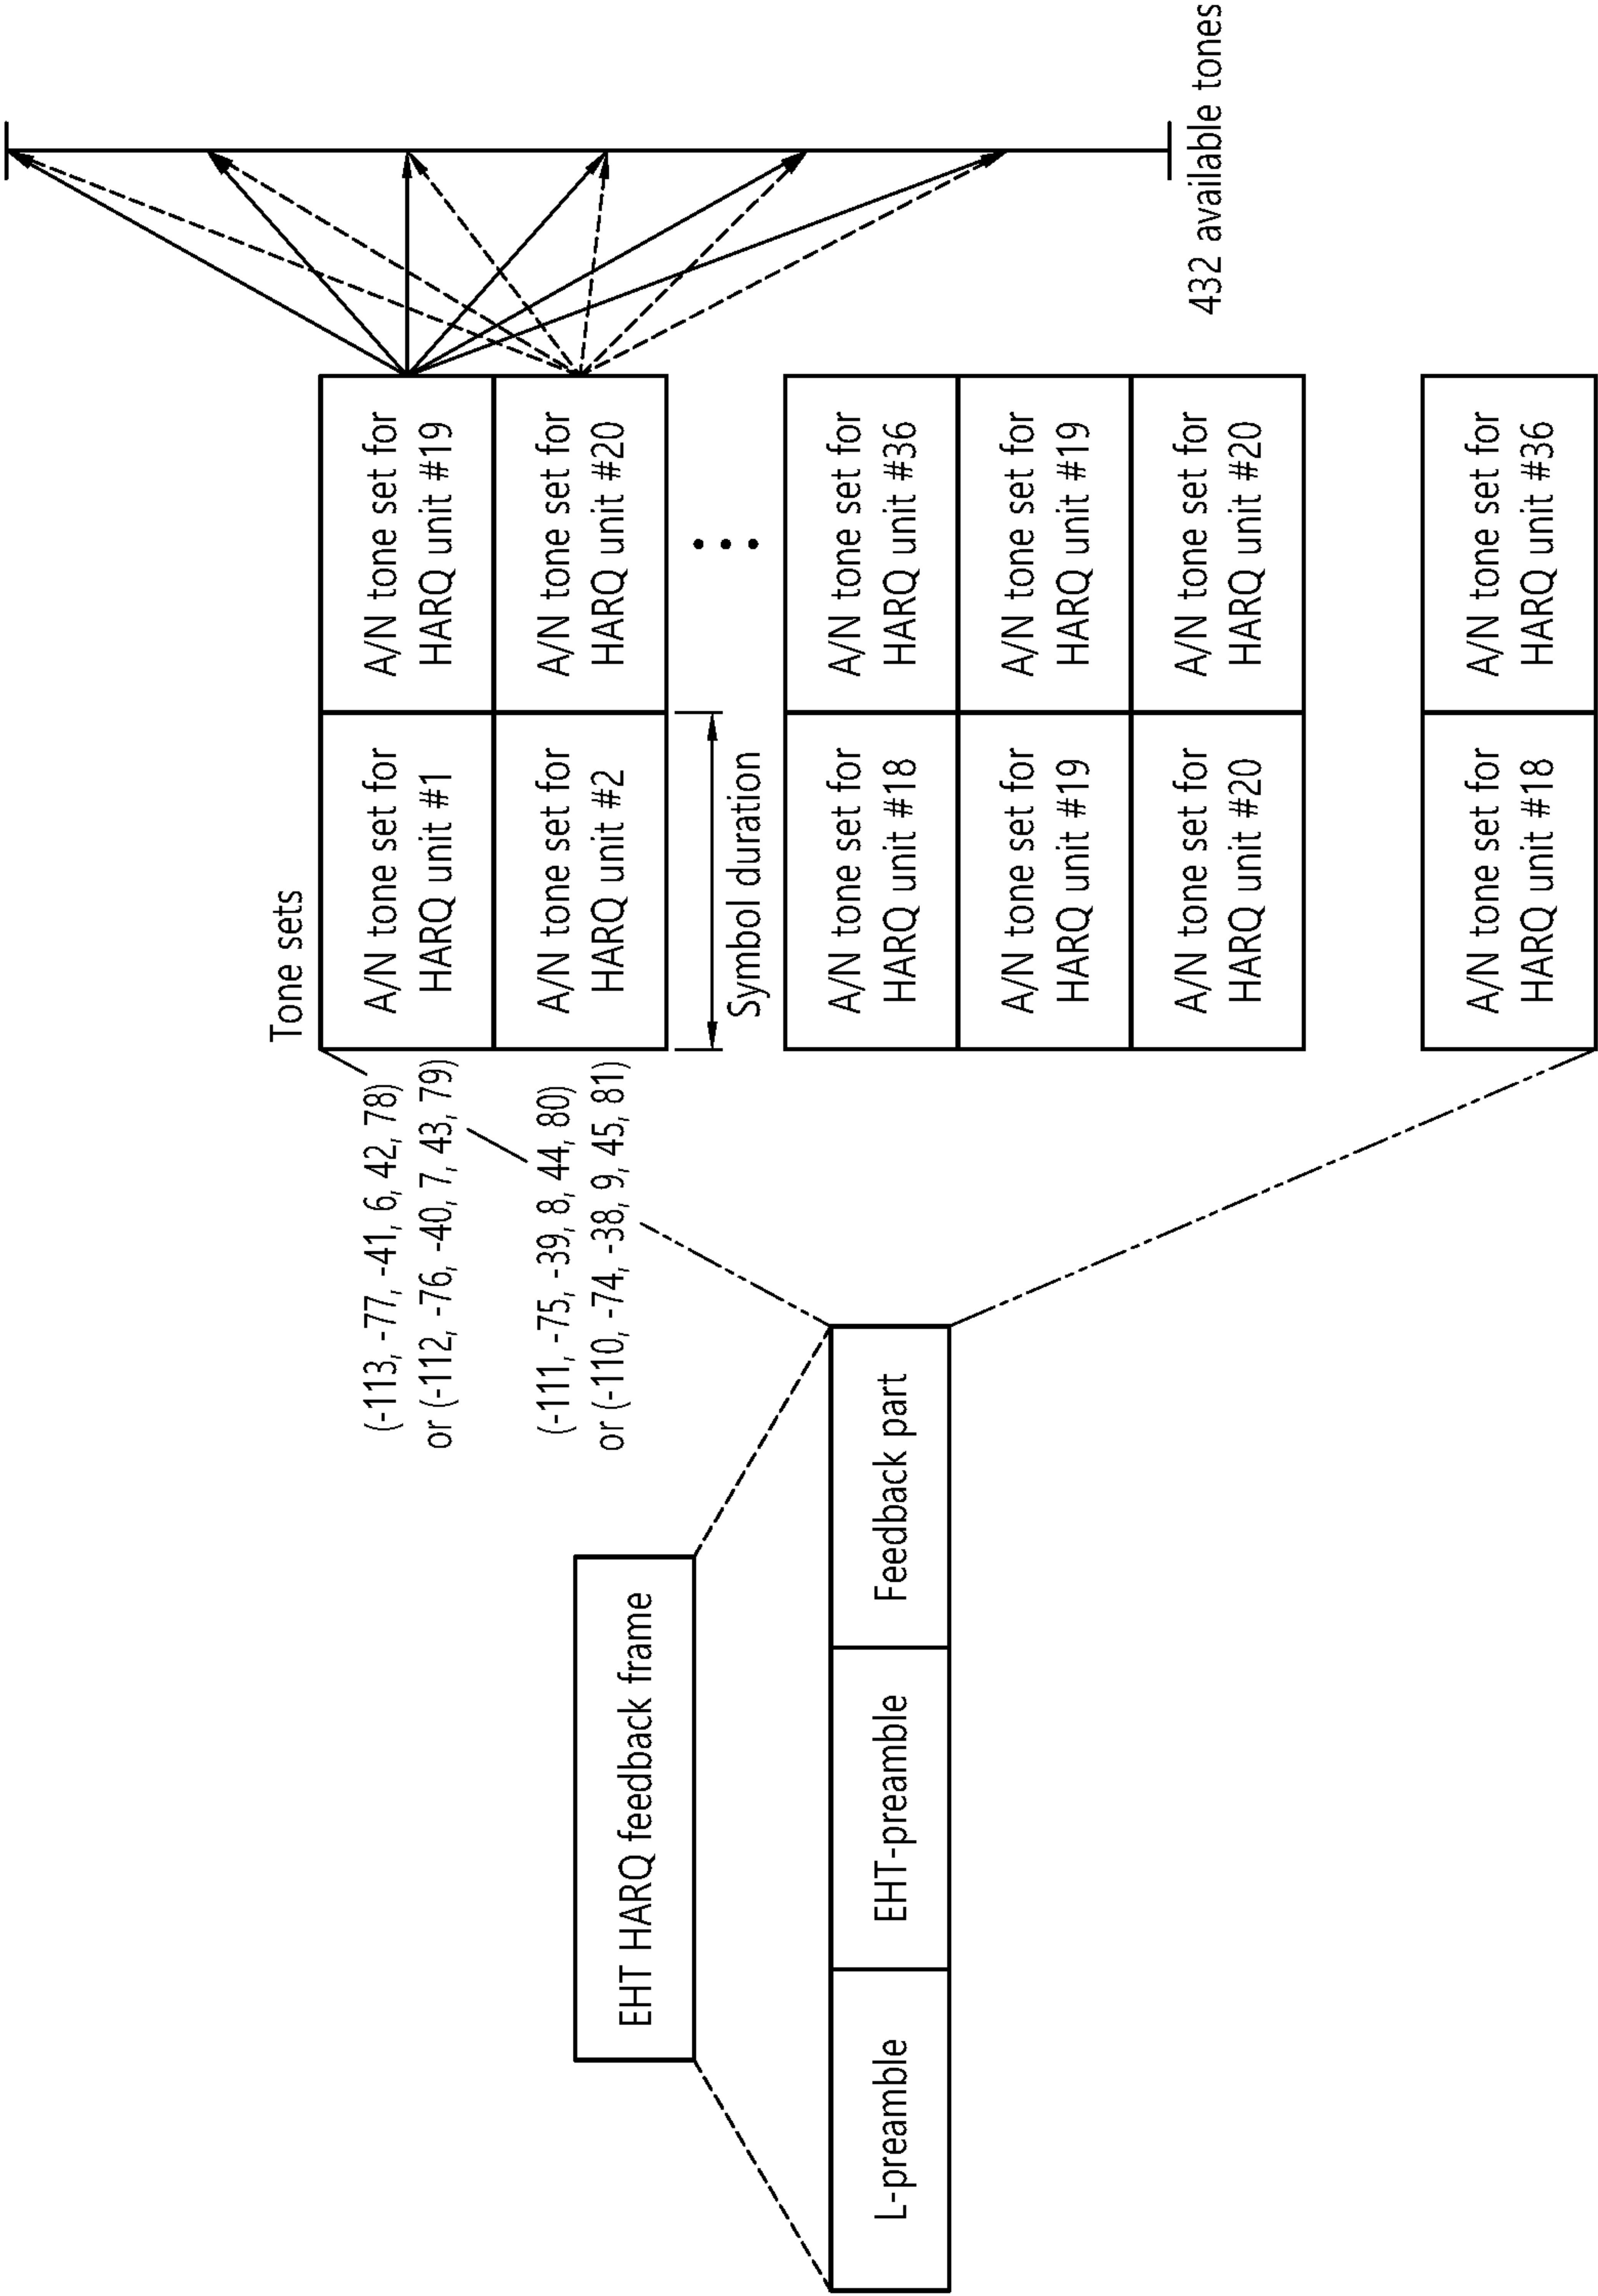 EHT HARQ feedback frame
L-preamble
EHT-preamble
Feedback part
(-113, -77, -41, 6, 42, 78)
or (-112, -76, -40, 7, 43, 79)
(-111, -75, -39, 8, 44, 80)
or (-110, -74, -38, 9, 45, 81)
Tone sets
A/N tone set for
HARQ unit #1
A/N tone set for
HARQ unit #19
A/N tone set for
HARQ unit #2
A/N tone set for
HARQ unit #20
Symbol duration
A/N tone set for
HARQ unit #18
A/N tone set for
HARQ unit #36
A/N tone set for
HARQ unit #19
A/N tone set for
HARQ unit #19
A/N tone set for
HARQ unit #20
A/N tone set for
HARQ unit #20
A/N tone set for
HARQ unit #18
A/N tone set for
HARQ unit #36
432 available tones